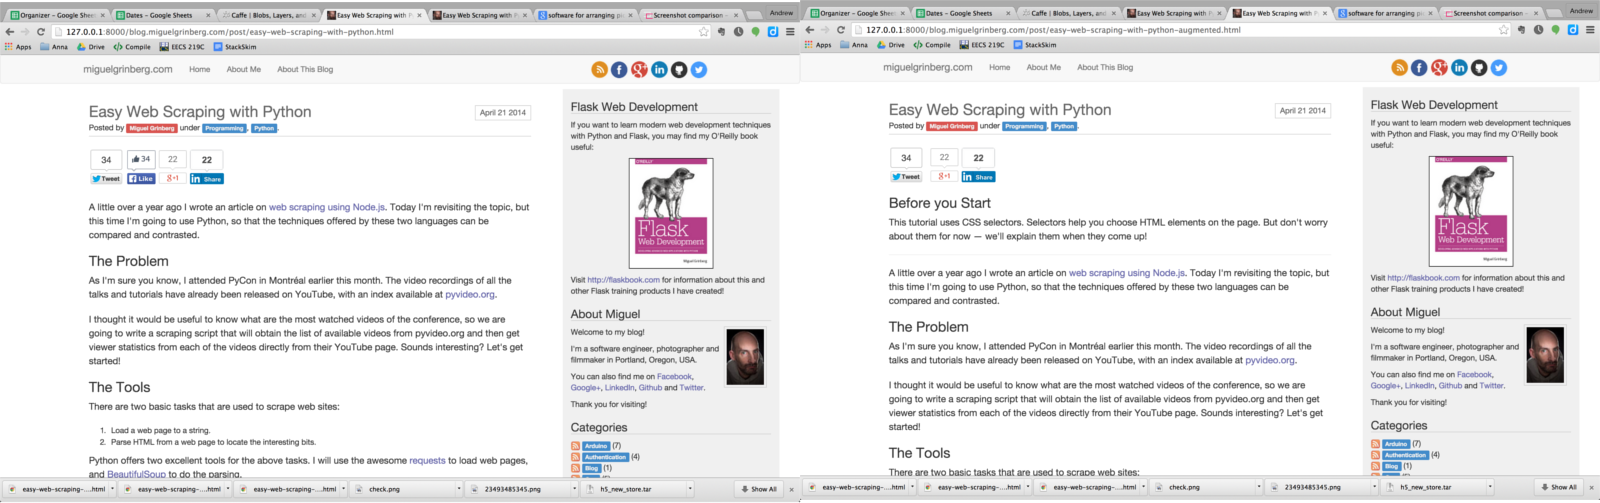 Organizer – Google Sheets
Dates – Google Sheets
Caffe | Blobs, Layers, and
Easy Web Scraping with P
Easy Web Scraping with P
software for arranging pi
Screenshot comparison –
Andrew
127.0.0.1:8000/blog.miguelgrinberg.com/post/easy-web-scraping-with-python.html
Apps
Anna
Drive
Compile
EECS 219C
StackSkim
miguelgrinberg.com
Home
About Me
About This Blog
Easy Web Scraping with Python
April 21 2014
Posted by Miguel Grinberg under Programming, Python.
34
34
22
22
Tweet
Like
g+1
in Share
A little over a year ago I wrote an article on web scraping using Node.js. Today I'm revisiting the topic, but
this time I'm going to use Python, so that the techniques offered by these two languages can be
compared and contrasted.
The Problem
As I'm sure you know, I attended PyCon in Montréal earlier this month. The video recordings of all the
talks and tutorials have already been released on YouTube, with an index available at pyvideo.org.
I thought it would be useful to know what are the most watched videos of the conference, so we are
going to write a scraping script that will obtain the list of available videos from pyvideo.org and then get
viewer statistics from each of the videos directly from their YouTube page. Sounds interesting? Let's get
started!
The Tools
There are two basic tasks that are used to scrape web sites:
1. Load a web page to a string.
2. Parse HTML from a web page to locate the interesting bits.
Python offers two excellent tools for the above tasks. I will use the awesome requests to load web pages,
and BeautifulSoup to do the parsing.
Flask Web Development
If you want to learn modern web development techniques
with Python and Flask, you may find my O'Reilly book
useful:
O'REILLY
Flask
Web Development
Miguel Grinberg
Visit http://flaskbook.com for information about this and
other Flask training products I have created!
About Miguel
Welcome to my blog!
I'm a software engineer, photographer and
filmmaker in Portland, Oregon, USA.
You can also find me on Facebook,
Google+, LinkedIn, Github and Twitter.
Thank you for visiting!
Categories
Arduino (7)
Authentication (4)
Blog (1)
easy-web-scraping-....html
easy-web-scraping-....html
easy-web-scraping-....html
check.png
23493485345.png
h5_new_store.tar
Show All
Organizer – Google Sheets
Dates – Google Sheets
Caffe | Blobs, Layers, and
Easy Web Scraping with P
Easy Web Scraping with P
software for arranging pi
Screenshot comparison –
Andrew
127.0.0.1:8000/blog.miguelgrinberg.com/post/easy-web-scraping-with-python-augmented.html
Apps
Anna
Drive
Compile
EECS 219C
StackSkim
miguelgrinberg.com
Home
About Me
About This Blog
Easy Web Scraping with Python
April 21 2014
Posted by Miguel Grinberg under Programming, Python.
34
22
22
Tweet
g+1
in Share
Before you Start
This tutorial uses CSS selectors. Selectors help you choose HTML elements on the page. But don't worry
about them for now — we'll explain them when they come up!
A little over a year ago I wrote an article on web scraping using Node.js. Today I'm revisiting the topic, but
this time I'm going to use Python, so that the techniques offered by these two languages can be
compared and contrasted.
The Problem
As I'm sure you know, I attended PyCon in Montréal earlier this month. The video recordings of all the
talks and tutorials have already been released on YouTube, with an index available at pyvideo.org.
I thought it would be useful to know what are the most watched videos of the conference, so we are
going to write a scraping script that will obtain the list of available videos from pyvideo.org and then get
viewer statistics from each of the videos directly from their YouTube page. Sounds interesting? Let's get
started!
The Tools
There are two basic tasks that are used to scrape web sites:
Flask Web Development
If you want to learn modern web development techniques
with Python and Flask, you may find my O'Reilly book
useful:
O'REILLY
Flask
Web Development
Miguel Grinberg
Visit http://flaskbook.com for information about this and
other Flask training products I have created!
About Miguel
Welcome to my blog!
I'm a software engineer, photographer and
filmmaker in Portland, Oregon, USA.
You can also find me on Facebook,
Google+, LinkedIn, Github and Twitter.
Thank you for visiting!
Categories
Arduino (7)
Authentication (4)
Blog (1)
easy-web-scraping-....html
easy-web-scraping-....html
easy-web-scraping-....html
check.png
23493485345.png
h5_new_store.tar
Show All